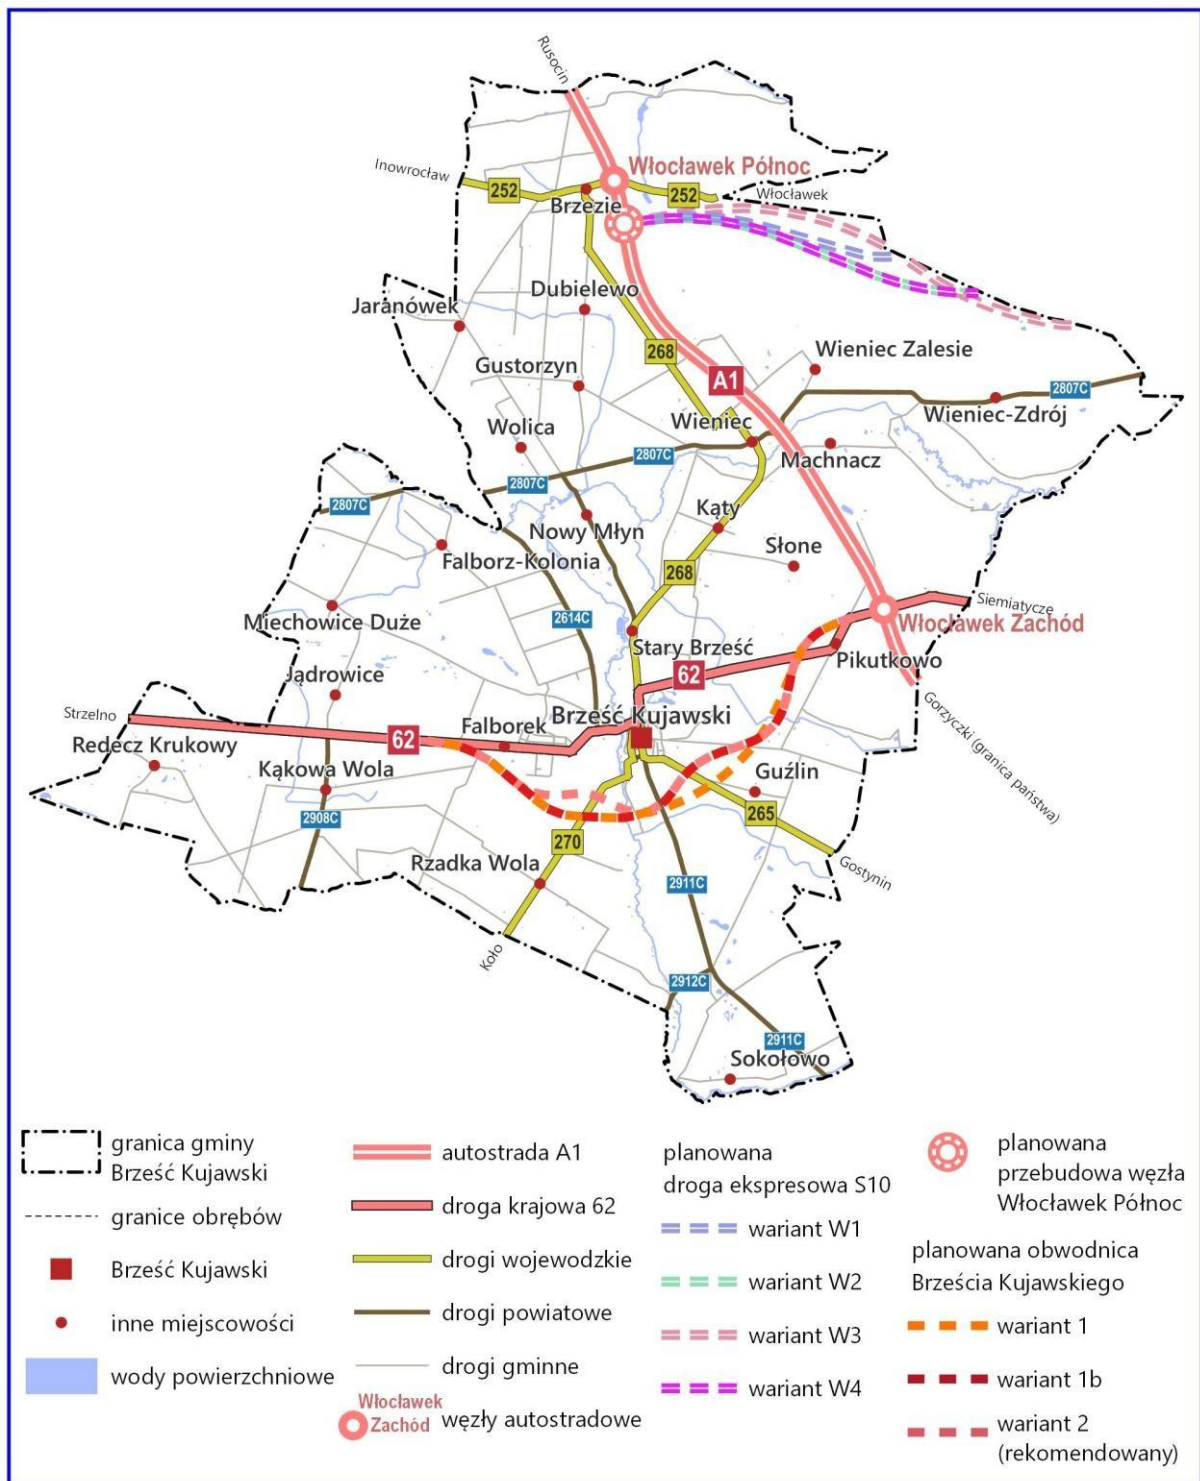 Rusocin
Włocławek Północ
Inowrocław
252
252
Włocławek
Brzezie
Dubielewo
Jaranówek
268
Wieniec Zalesie
Gustorzyn
A1
2807C
Wieniec-Zdrój
Wolica
Wieniec
2807C
Machnacz
2807C
2807C
Kąty
Nowy Młyn
Słone
Falborz-Kolonia
268
Siemiatycze
Miechowice Duże
2614C
Włocławek Zachód
Stary Brześć
Pikutkowo
Jądrowice
62
Strzelno
Falborek
Brześć Kujawski
Gorzyczki (granica państwa)
62
Redecz Krukowy
Kąkowa Wola
Guźlin
2908C
265
270
Rzadka Wola
Gostynin
2911C
Koło
2912C
2911C
Sokołowo
granica gminy
Brześć Kujawski
granice obrębów
Brześć Kujawski
inne miejscowości
wody powierzchniowe
autostrada A1
droga krajowa 62
drogi wojewodzkie
drogi powiatowe
drogi gminne
Włocławek
Zachód
węzły autostradowe
planowana
droga ekspresowa S10
wariant W1
wariant W2
wariant W3
wariant W4
planowana
przebudowa węzła
Włocławek Północ
planowana obwodnica
Brześcia Kujawskiego
wariant 1
wariant 1b
wariant 2
(rekomendowany)